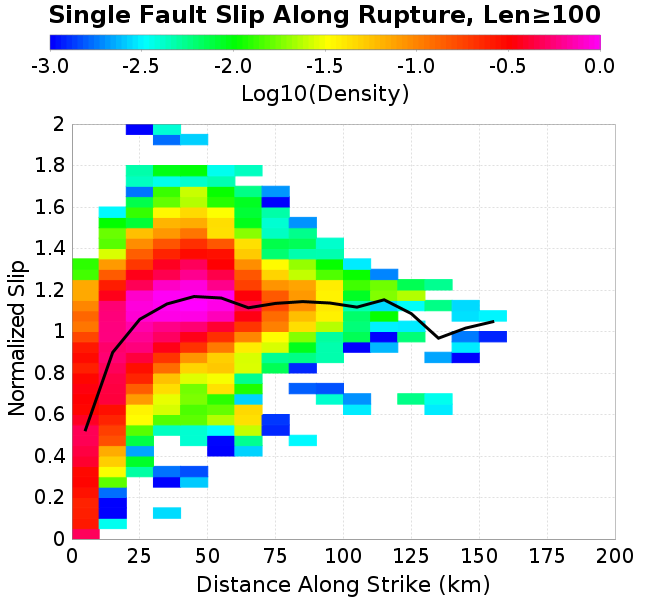 Single Fault Slip Along Rupture, Len≥100
-3.0 -2.5 -2.0 -1.5 -1.0 -0.5 0.0
Log10(Density)
2
1.8
1.6
1.4
1.2
1
0.8
0.6
0.4
0.2
0
Normalized Slip
0 25 50 75 100 125 150 175 200
Distance Along Strike (km)